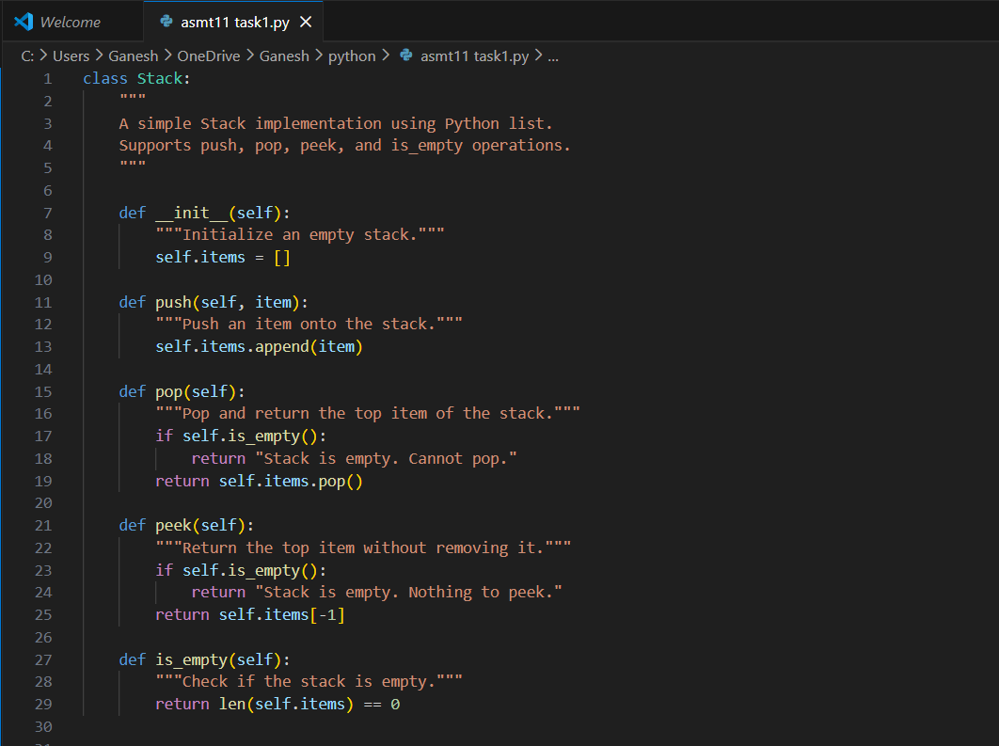 Welcome
asmt11 task1.py
C: > Users > Ganesh > OneDrive > Ganesh > python > asmt11 task1.py > ...
1 class Stack:
2     """
3     A simple Stack implementation using Python list.
4     Supports push, pop, peek, and is_empty operations.
5     """
6
7     def __init__(self):
8         """Initialize an empty stack."""
9         self.items = []
10
11     def push(self, item):
12         """Push an item onto the stack."""
13         self.items.append(item)
14
15     def pop(self):
16         """Pop and return the top item of the stack."""
17         if self.is_empty():
18             return "Stack is empty. Cannot pop."
19         return self.items.pop()
20
21     def peek(self):
22         """Return the top item without removing it."""
23         if self.is_empty():
24             return "Stack is empty. Nothing to peek."
25         return self.items[-1]
26
27     def is_empty(self):
28         """Check if the stack is empty."""
29         return len(self.items) == 0
30